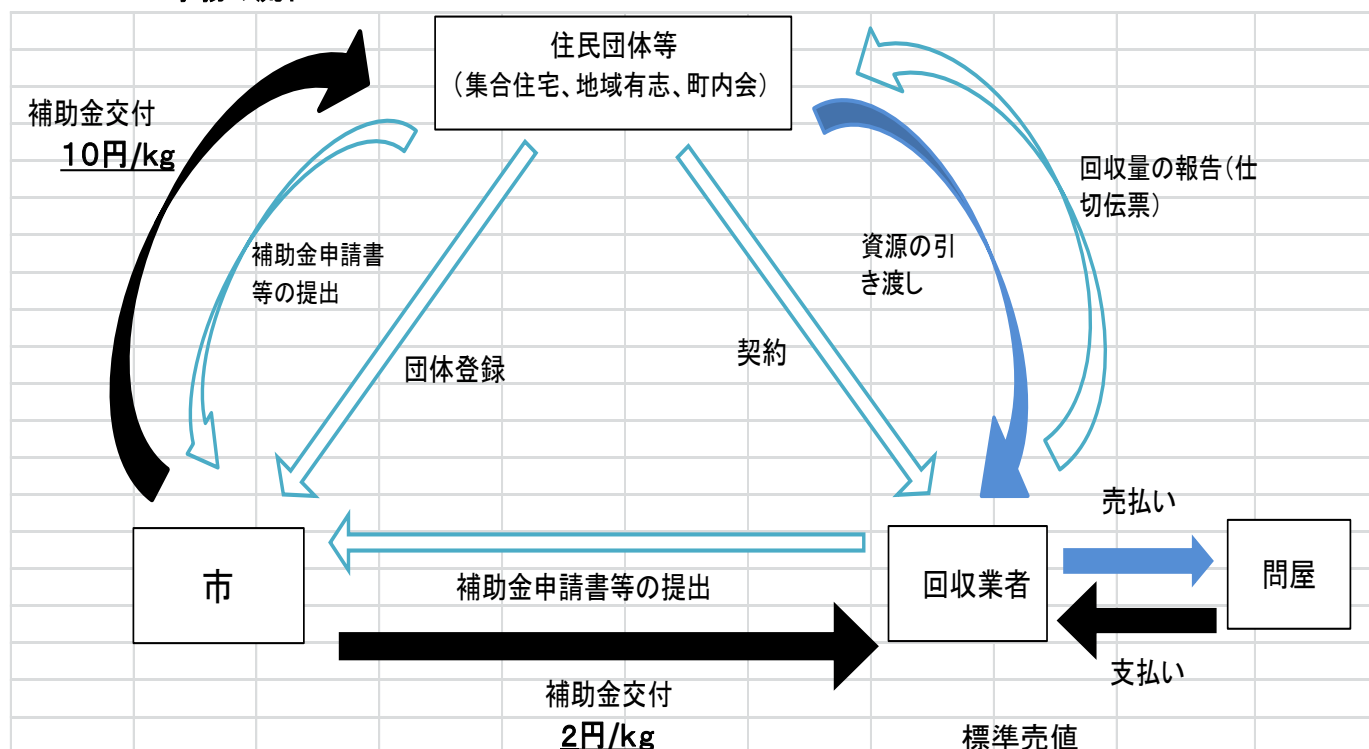 住民団体等
（集合住宅、地域有志、町内会）
補助金交付
10円/kg
回収量の報告(仕
切伝票)
補助金申請書
等の提出
資源の引
き渡し
団体登録
契約
売払い
市
補助金申請書等の提出
回収業者
問屋
支払い
補助金交付
2円/kg
標準売値